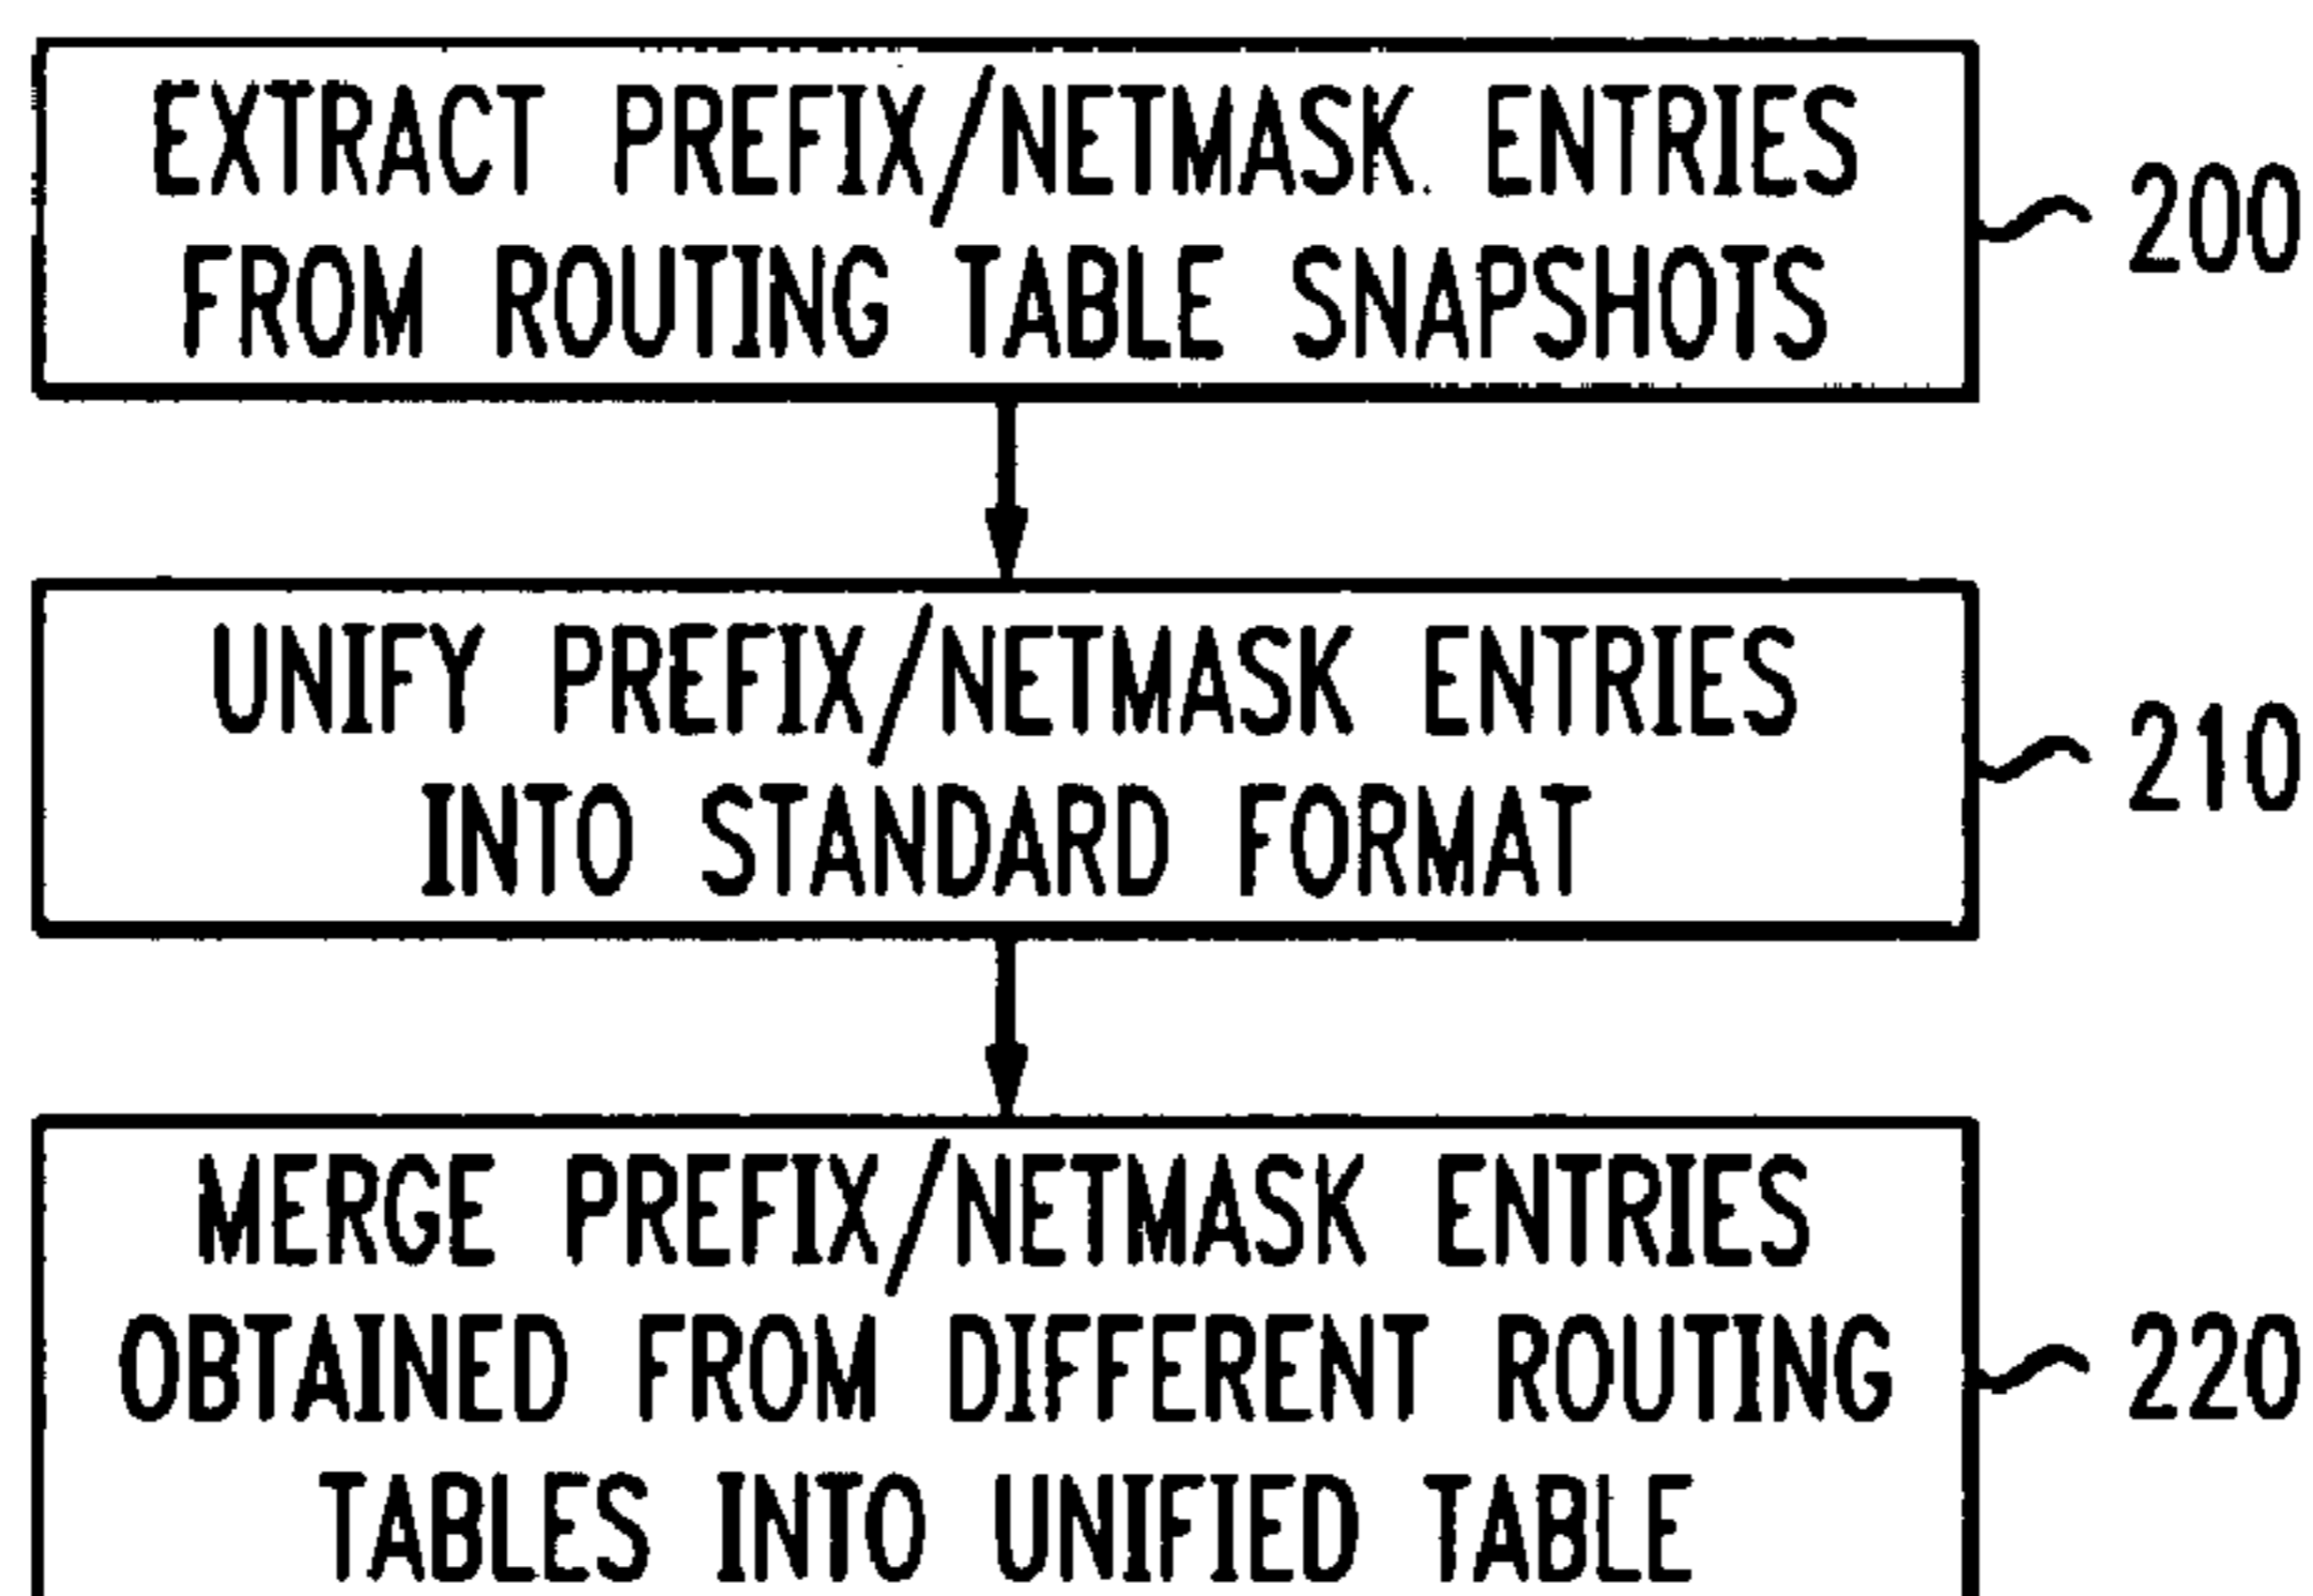 EXTRACT PREFIX/NETMASK ENTRIES
FROM ROUTING TABLE SNAPSHOTS
200
UNIFY PREFIX/NETMASK ENTRIES
INTO STANDARD FORMAT
210
MERGE PREFIX/NETMASK ENTRIES
OBTAINED FROM DIFFERENT ROUTING
TABLES INTO UNIFIED TABLE
220